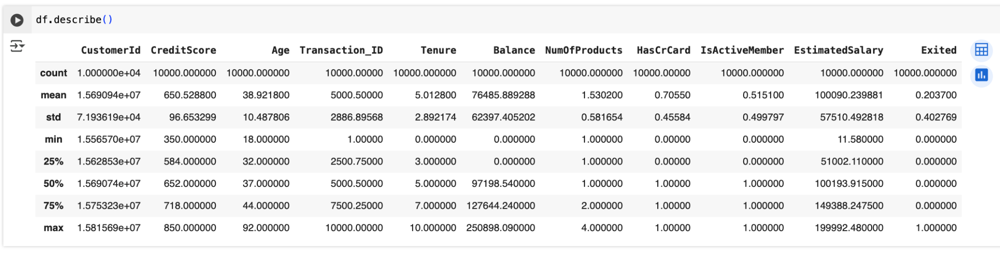 df.describe()
CustomerId CreditScore Age Transaction_ID Tenure Balance NumOfProducts HasCrCard IsActiveMember EstimatedSalary Exited
count 1.000000e+04 10000.000000 10000.000000 10000.00000 10000.000000 10000.000000 10000.000000 10000.00000 10000.000000 10000.000000 10000.000000
mean 1.569094e+07 650.528800 38.921800 5000.50000 5.012800 76485.889288 1.530200 0.70550 0.515100 100090.239881 0.203700
std 7.193619e+04 96.653299 10.487806 2886.89568 2.892174 62397.405202 0.581654 0.45584 0.499797 57510.492818 0.402769
min 1.556570e+07 350.000000 18.000000 1.00000 0.000000 0.000000 1.000000 0.00000 0.000000 11.580000 0.000000
25% 1.562853e+07 584.000000 32.000000 2500.75000 3.000000 0.000000 1.000000 0.00000 0.000000 51002.110000 0.000000
50% 1.569074e+07 652.000000 37.000000 5000.50000 5.000000 97198.540000 1.000000 1.00000 1.000000 100193.915000 0.000000
75% 1.575323e+07 718.000000 44.000000 7500.25000 7.000000 127644.240000 2.000000 1.00000 1.000000 149388.247500 0.000000
max 1.581569e+07 850.000000 92.000000 10000.00000 10.000000 250898.090000 4.000000 1.00000 1.000000 199992.480000 1.000000